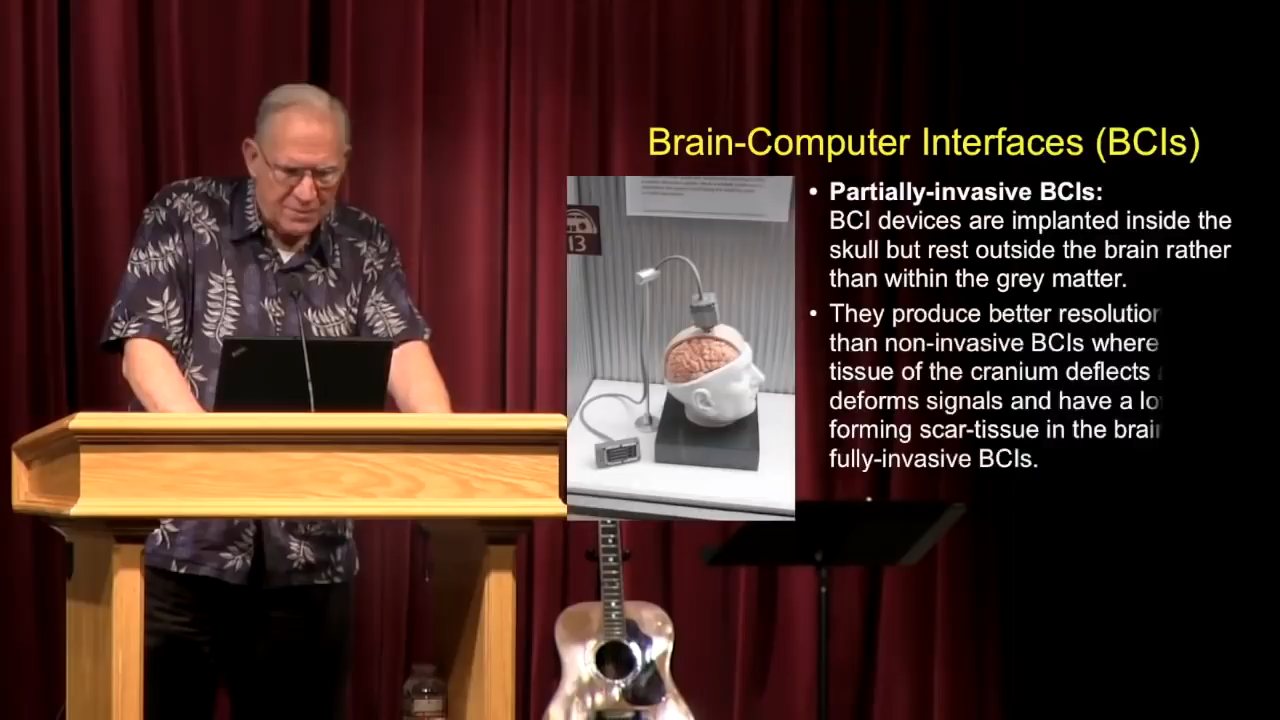 Brain-Computer Interfaces (BCIs)
• Partially-invasive BCIs:
BCI devices are implanted inside the
skull but rest outside the brain rather
than within the grey matter.
• They produce better
than non-invasive BCIs where
tissue of the cranium deflects
deforms signals and have a
forming scar-tissue in the
fully-invasive BCIs.
13